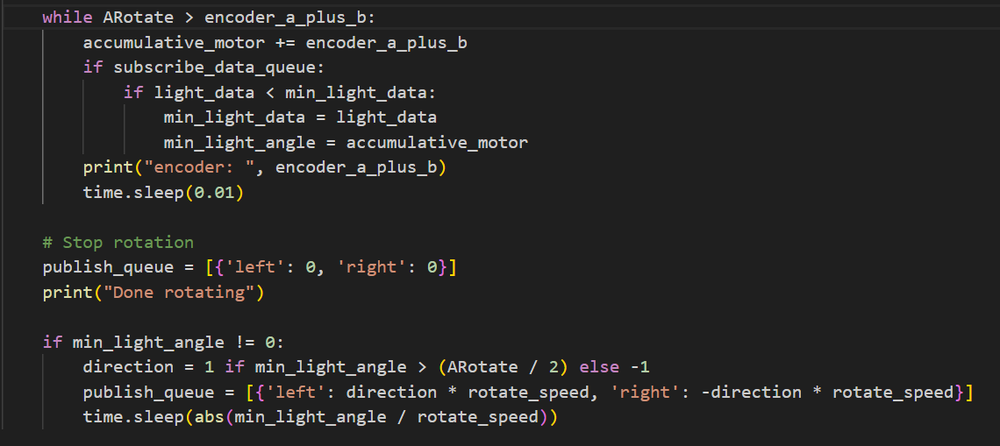 while ARotate > encoder_a_plus_b:
    accumulative_motor += encoder_a_plus_b
    if subscribe_data_queue:
        if light_data < min_light_data:
            min_light_data = light_data
            min_light_angle = accumulative_motor
    print("encoder: ", encoder_a_plus_b)
    time.sleep(0.01)

# Stop rotation
publish_queue = [{'left': 0, 'right': 0}]
print("Done rotating")

if min_light_angle != 0:
    direction = 1 if min_light_angle > (ARotate / 2) else -1
    publish_queue = [{'left': direction * rotate_speed, 'right': -direction * rotate_speed}]
    time.sleep(abs(min_light_angle / rotate_speed))